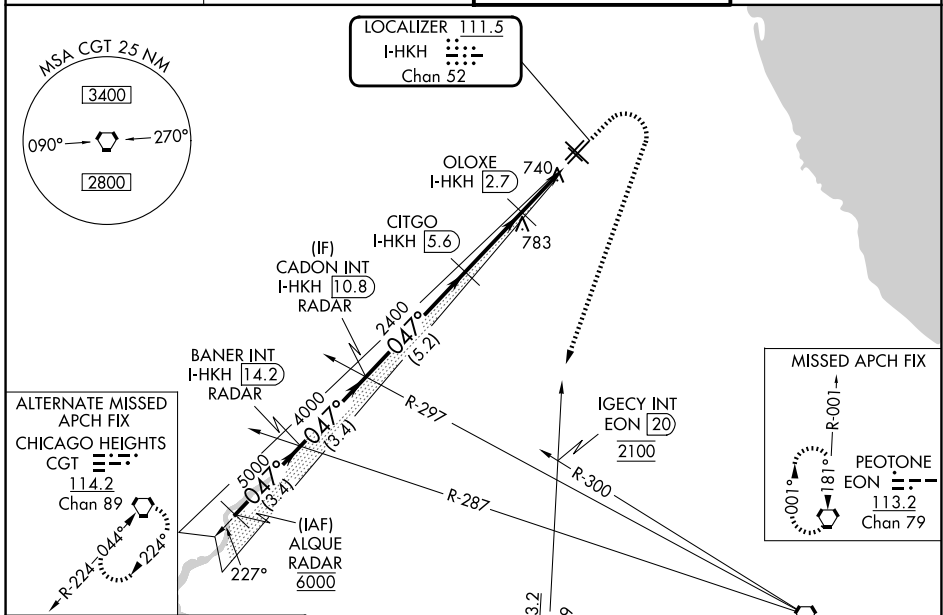 MSA CGT 25 NM
3400
090°
270°
2800
LOCALIZER 111.5
I-HKH
Chan 52
OLOXE
I-HKH 2.7
740
783
CITGO
I-HKH 5.6
(IF)
CADON INT
I-HKH 10.8
RADAR
2400
047°
(5.2)
BANER INT
I-HKH 14.2
RADAR
4000
047°
(3.4)
5000
047°
(3.4)
227°
(IAF)
ALQUE
RADAR
6000
R-297
R-287
R-300
IGECY INT
EON 20
2100
ALTERNATE MISSED
APCH FIX
CHICAGO HEIGHTS
CGT
114.2
Chan 89
R-224
044°
224°
MISSED APCH FIX
R-001
181°
001°
PEOTONE
EON
113.2
Chan 79